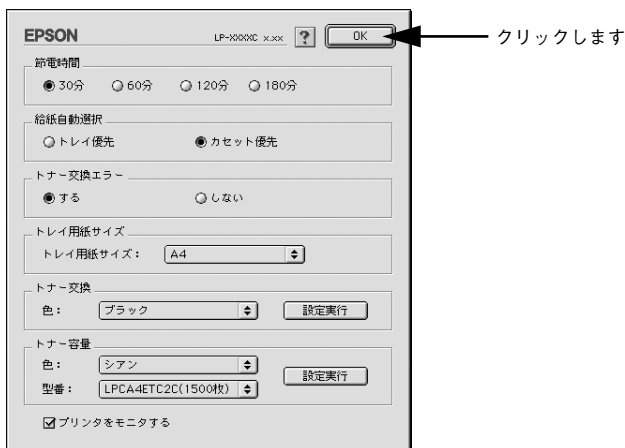 EPSON LP-XXXXC x.xx ? OK クリックします
節電時間
30分 60分 120分 180分
給紙自動選択
トレイ優先 カセット優先
トナー交換エラー
する しない
トレイ用紙サイズ
トレイ用紙サイズ： A4
トナー交換
色： ブラック 設定実行
トナー容量
色： シアン
設定実行
型番： LPCA4ETC2C(1500枚)
プリンタをモニタする